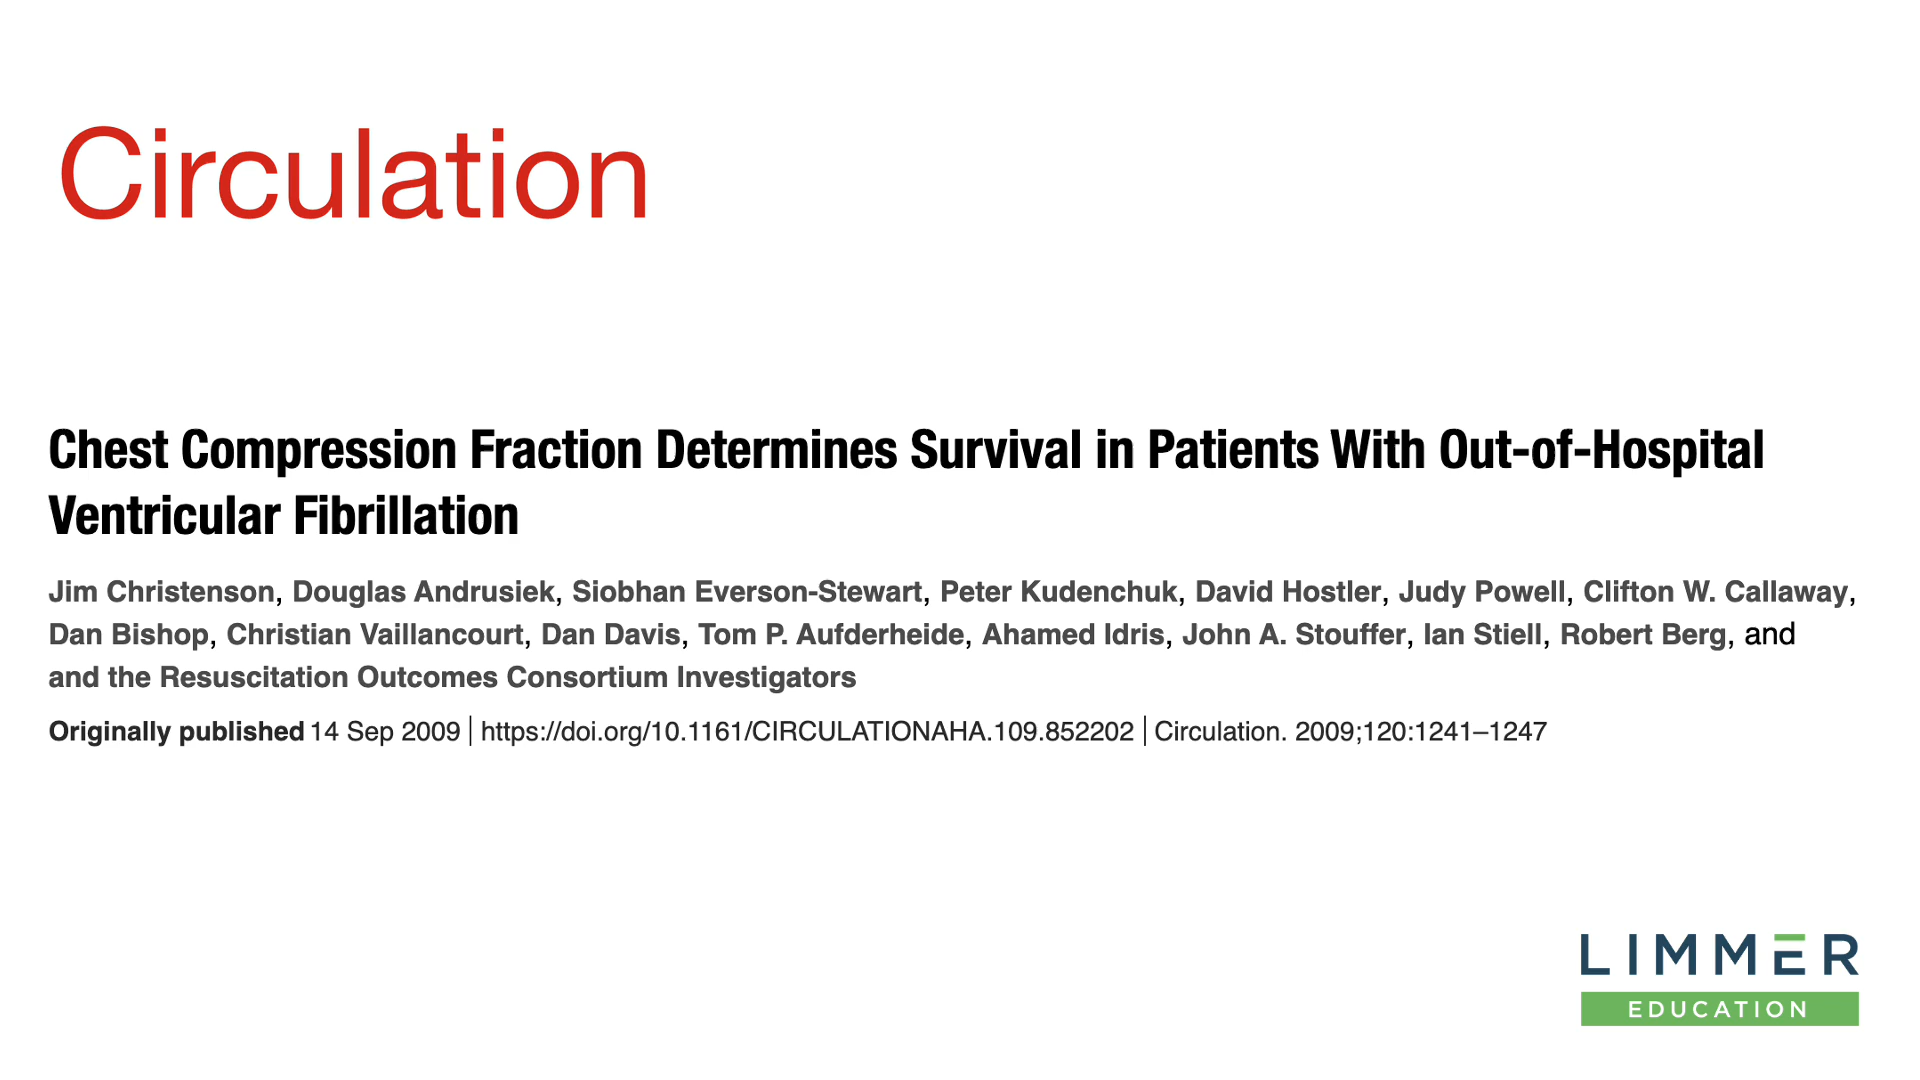 Circulation
Chest Compression Fraction Determines Survival in Patients With Out-of-Hospital
Ventricular Fibrillation
Jim Christenson, Douglas Andrusiek, Siobhan Everson-Stewart, Peter Kudenchuk, David Hostler, Judy Powell, Clifton W. Callaway,
Dan Bishop, Christian Vaillancourt, Dan Davis, Tom P. Aufderheide, Ahamed Idris, John A. Stouffer, Ian Stiell, Robert Berg, and
and the Resuscitation Outcomes Consortium Investigators
Originally published 14 Sep 2009 | https://doi.org/10.1161/CIRCULATIONAHA.109.852202 | Circulation. 2009;120:1241–1247
LIMMER
EDUCATION